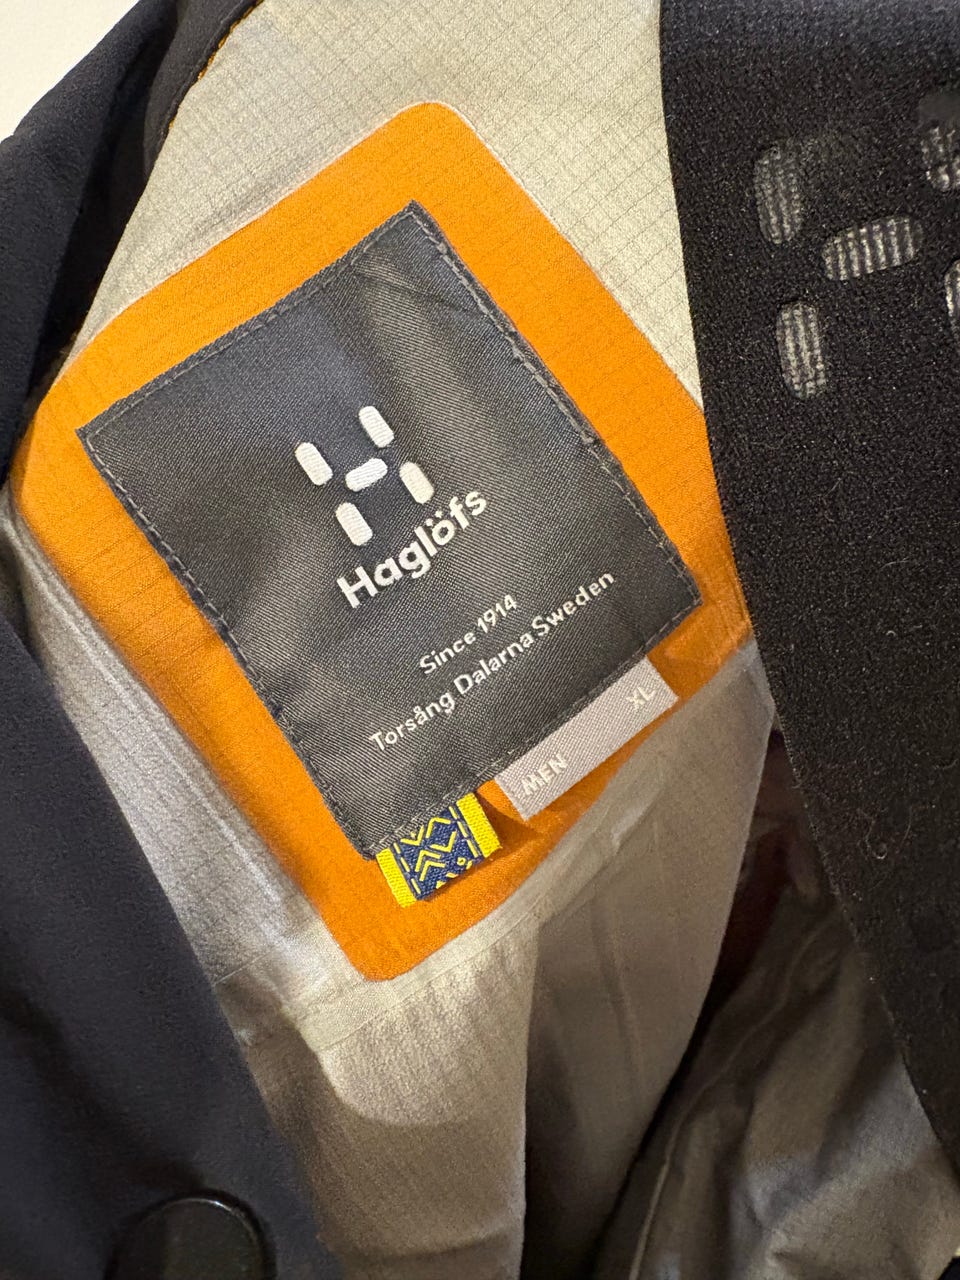 Haglöfs
Since 1914
Torsång Dalarna Sweden
MEN XL